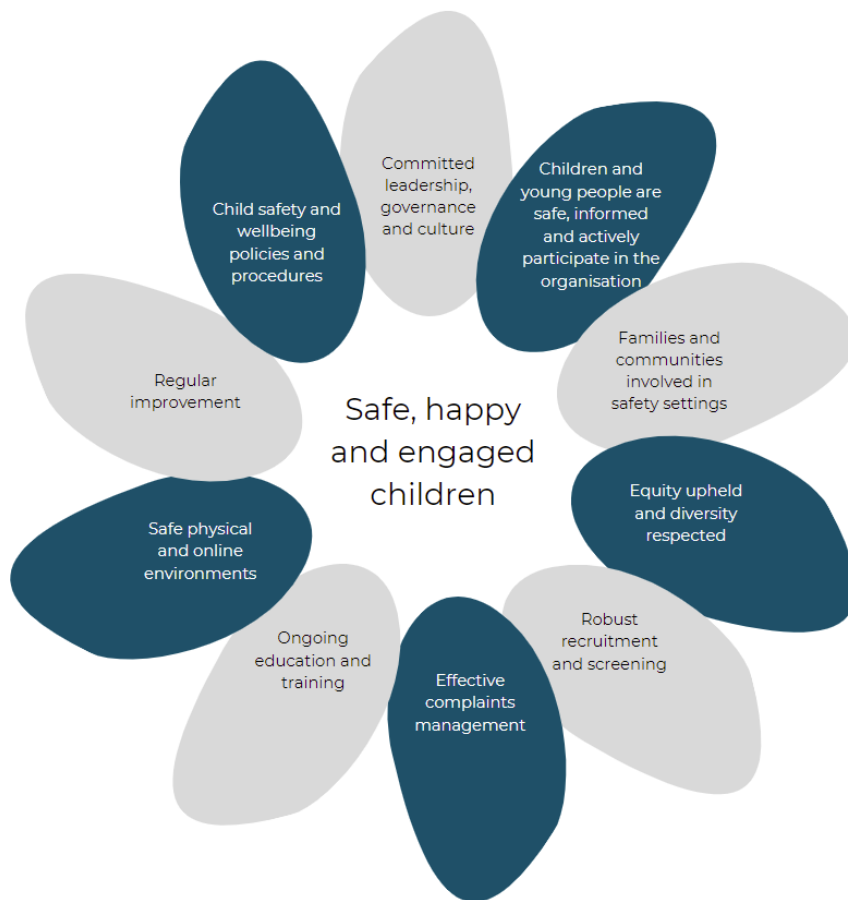 Committed
leadership,
governance
and culture
Children and
young people are
safe, informed
and actively
participate in the
organisation
Families and
communities
involved in
safety settings
Equity upheld
and diversity
respected
Robust
recruitment
and screening
Effective
complaints
management
Ongoing
education and
training
Safe physical
and online
environments
Regular
improvement
Child safety and
wellbeing
policies and
procedures
Safe, happy
and engaged
children